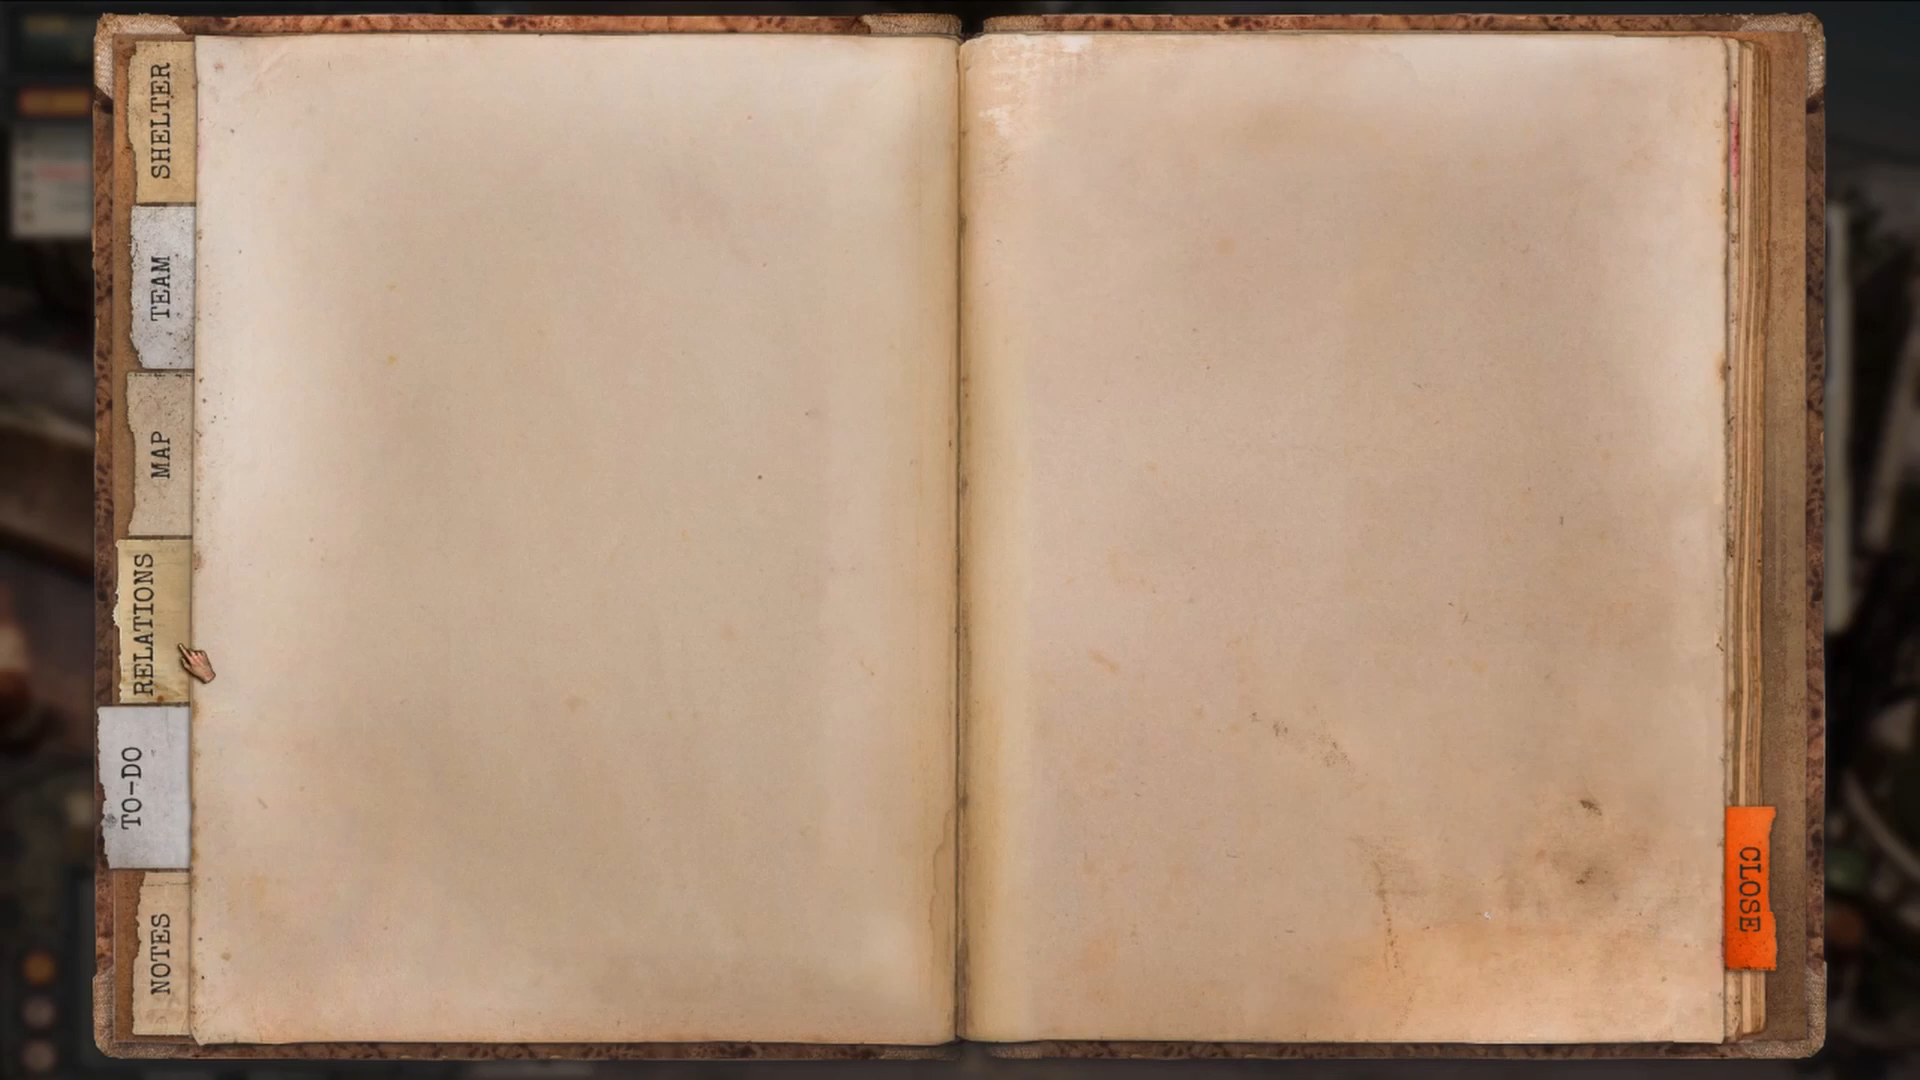 SHELTER
TEAM
MAP
RELATIONS
TO-DO
NOTES
CLOSE